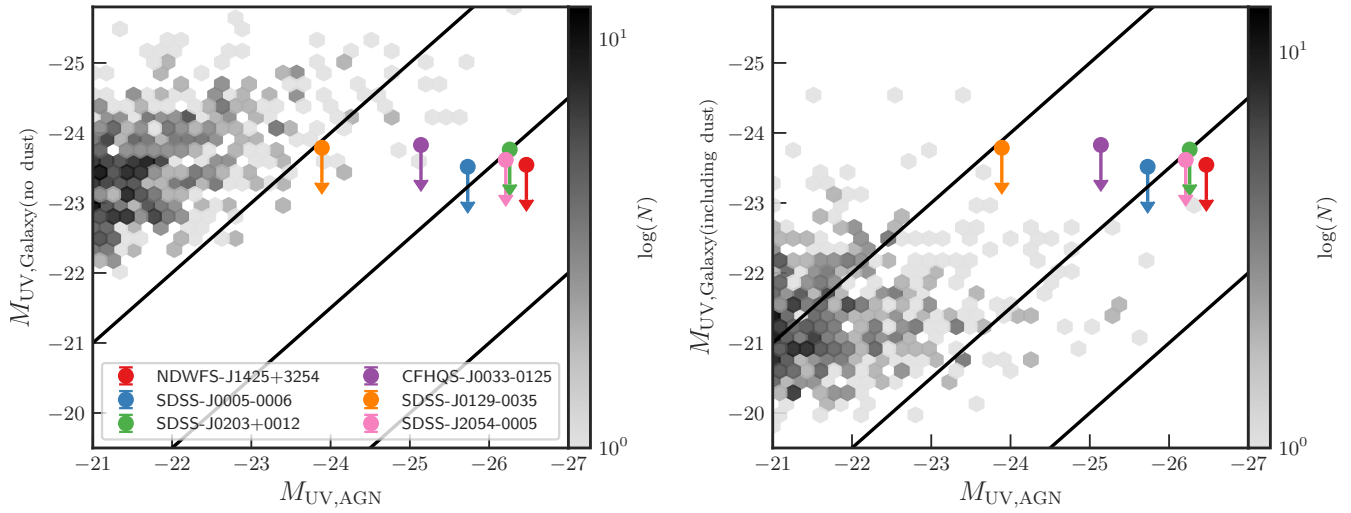 −25
−24
−23
−22
−21
−20
M_UV,Galaxy(no dust)
NDWFS-J1425+3254
SDSS-J0005-0006
SDSS-J0203+0012
CFHQS-J0033-0125
SDSS-J0129-0035
SDSS-J2054-0005
−21 −22 −23 −24 −25 −26 −27
M_UV,AGN
10^1
10^0
log(N)
−25
−24
−23
−22
−21
−20
M_UV,Galaxy(including dust)
−21 −22 −23 −24 −25 −26 −27
M_UV,AGN
10^1
10^0
log(N)